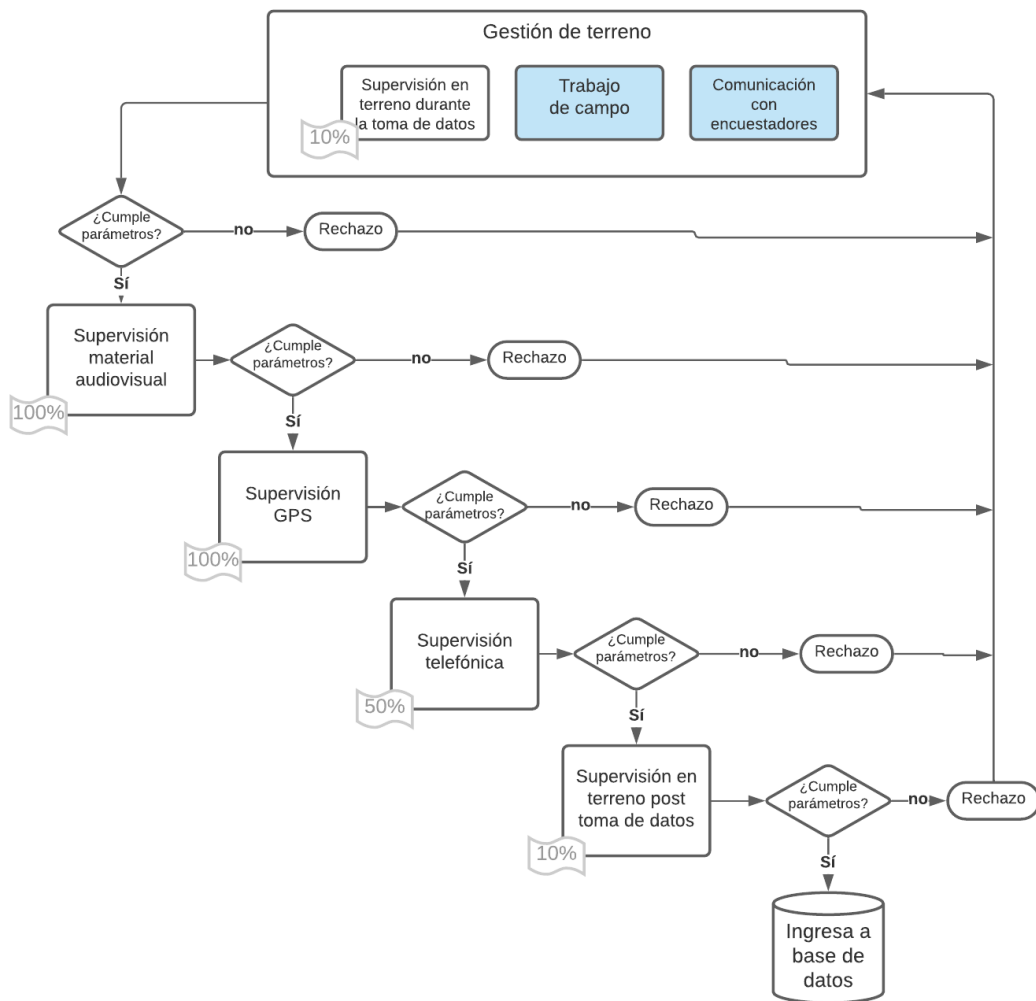 Gestión de terreno
Supervisión en
terreno durante
la toma de datos
10%
Trabajo
de campo
Comunicación
con
encuestadores
¿Cumple
parámetros?
no
Rechazo
Sí
Supervisión
material
audiovisual
100%
¿Cumple
parámetros?
no
Rechazo
Sí
Supervisión
GPS
100%
¿Cumple
parámetros?
no
Rechazo
Sí
Supervisión
telefónica
50%
¿Cumple
parámetros?
no
Rechazo
Sí
Supervisión en
terreno post
toma de datos
10%
¿Cumple
parámetros?
no
Rechazo
Sí
Ingresa a
base de
datos